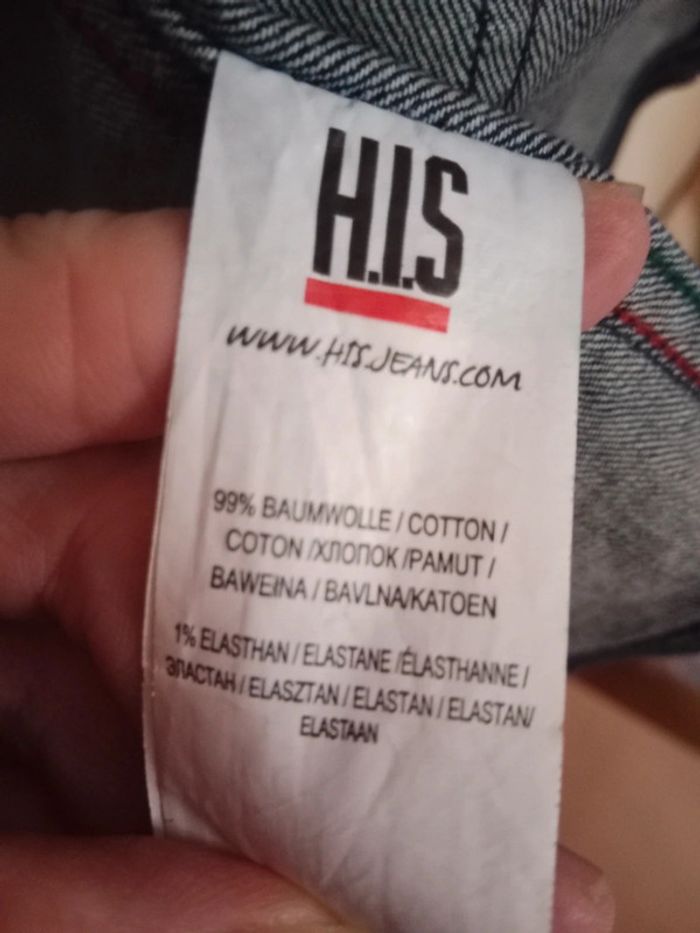 H.I.S
WWW.HIS.JEANS.COM
99% BAUMWOLLE / COTTON /
COTON /ХЛОПОК /PAMUT /
BAWEŁNA / BAVLNA/KATOEN
1% ELASTHAN / ELASTANE /ÉLASTHANNE /
ЭЛАСТАН / ELASZTAN / ELASTAN / ELASTAN/
ELASTAAN